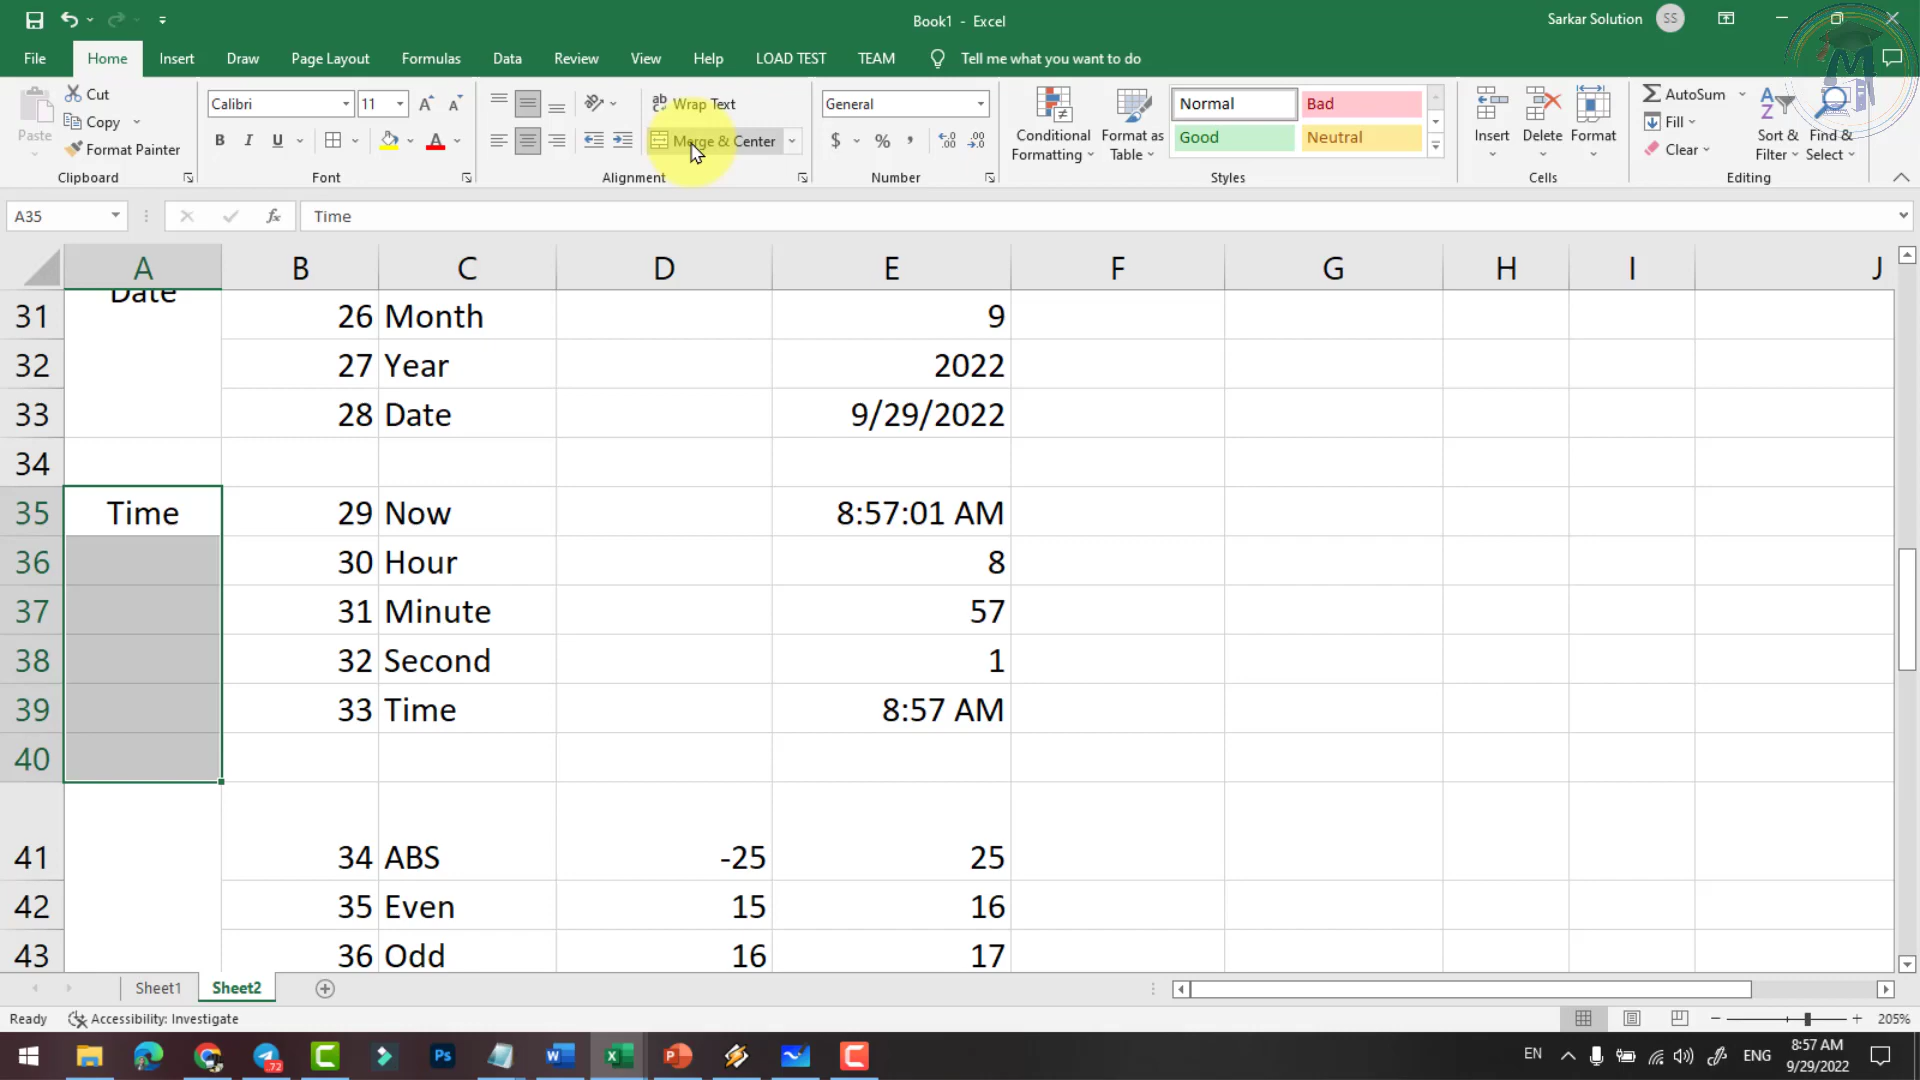 Book1 - Excel
Sarkar Solution SS
File Home Insert Draw Page Layout Formulas Data Review View Help LOAD TEST TEAM Tell me what you want to do
Paste
Cut
Copy
Format Painter
Clipboard
Calibri 11
B I U
Font
Wrap Text
Merge & Center
Alignment
General
$ % ,
Number
Conditional Formatting
Format as Table
Normal Bad
Good Neutral
Styles
Insert Delete Format
Cells
AutoSum
Fill
Clear
Sort & Filter
Find & Select
Editing
A35 fx Time
A B C D E F G H I J
Date
31 26 Month 9
32 27 Year 2022
33 28 Date 9/29/2022
34
35 Time 29 Now 8:57:01 AM
36 30 Hour 8
37 31 Minute 57
38 32 Second 1
39 33 Time 8:57 AM
40
41 34 ABS -25 25
42 35 Even 15 16
43 36 Odd 16 17
Sheet1 Sheet2
Ready Accessibility: Investigate 205%
72 Ps EN ENG 8:57 AM
9/29/2022